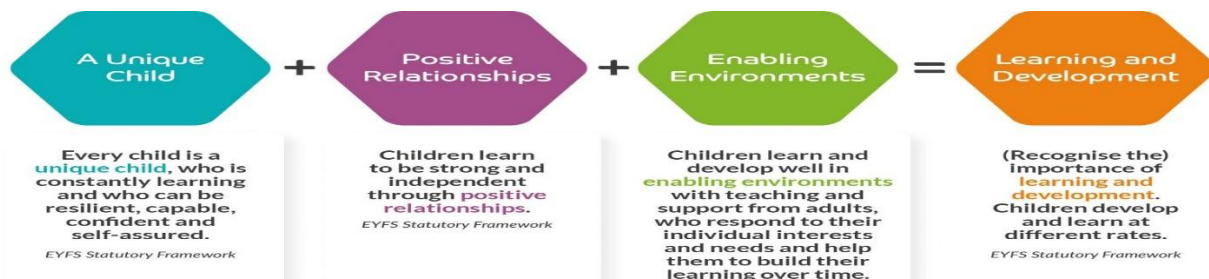 A Unique
Child
+
Positive
Relationships
+
Enabling
Environments
=
Learning and
Development
Every child is a
unique child, who is
constantly learning
and who can be
resilient, capable,
confident and
self-assured.
EYFS Statutory Framework
Children learn
to be strong and
independent
through positive
relationships.
EYFS Statutory Framework
Children learn and
develop well in
enabling environments
with teaching and
support from adults,
who respond to their
individual interests
and needs and help
them to build their
learning over time.
(Recognise the)
importance of
learning and
development.
Children develop
and learn at
different rates.
EYFS Statutory Framework